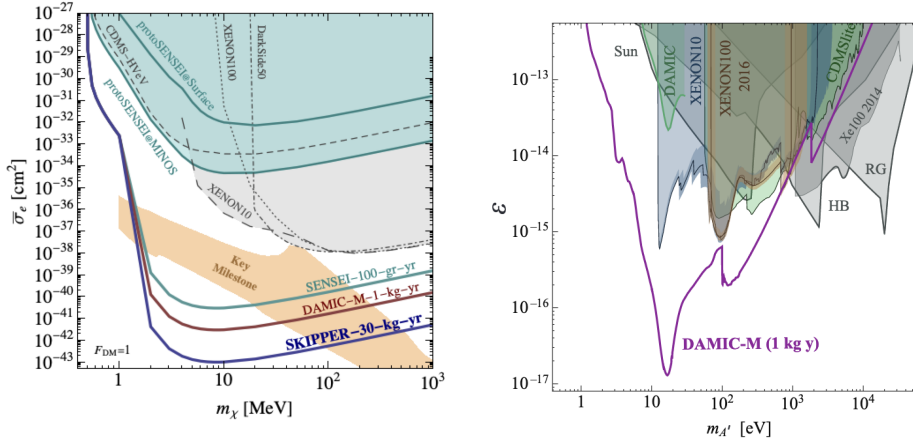 10⁻²⁷
10⁻²⁸
10⁻²⁹
10⁻³⁰
10⁻³¹
10⁻³²
10⁻³³
10⁻³⁴
10⁻³⁵
10⁻³⁶
10⁻³⁷
10⁻³⁸
10⁻³⁹
10⁻⁴⁰
10⁻⁴¹
10⁻⁴²
10⁻⁴³
σ̅ₑ [cm²]
CDMS-HVeV
protoSENSEI@Surface
protoSENSEI@MINOS
XENON100
DarkSide50
XENON10
Key
Milestone
SENSEI-100-gr-yr
DAMIC-M-1-kg-yr
SKIPPER-30-kg-yr
F_DM=1
1
10
10²
10³
m_χ [MeV]
10⁻¹³
10⁻¹⁴
10⁻¹⁵
10⁻¹⁶
10⁻¹⁷
ε
Sun
DAMIC
XENON10
XENON100
2016
CDMSlite
Xe100 2014
RG
HB
DAMIC-M (1 kg y)
1
10
10²
10³
10⁴
m_A′ [eV]